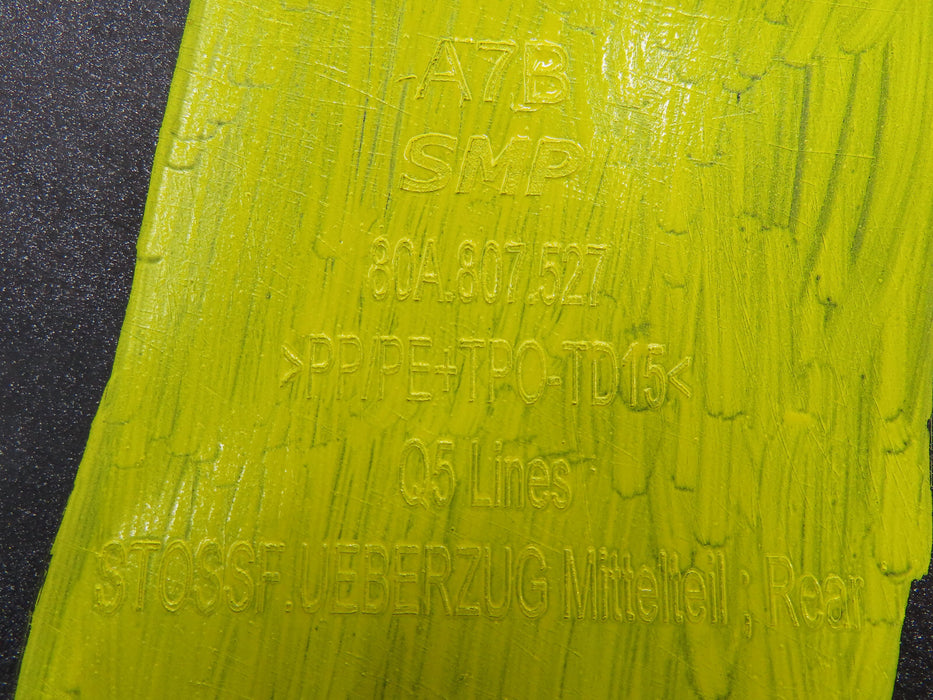 A7B
SMP
80A.807.527
>PP/PE+TPO-TD15<
Q5 Lines
STOSSF.UEBERZUG Mittelteil ; Rear